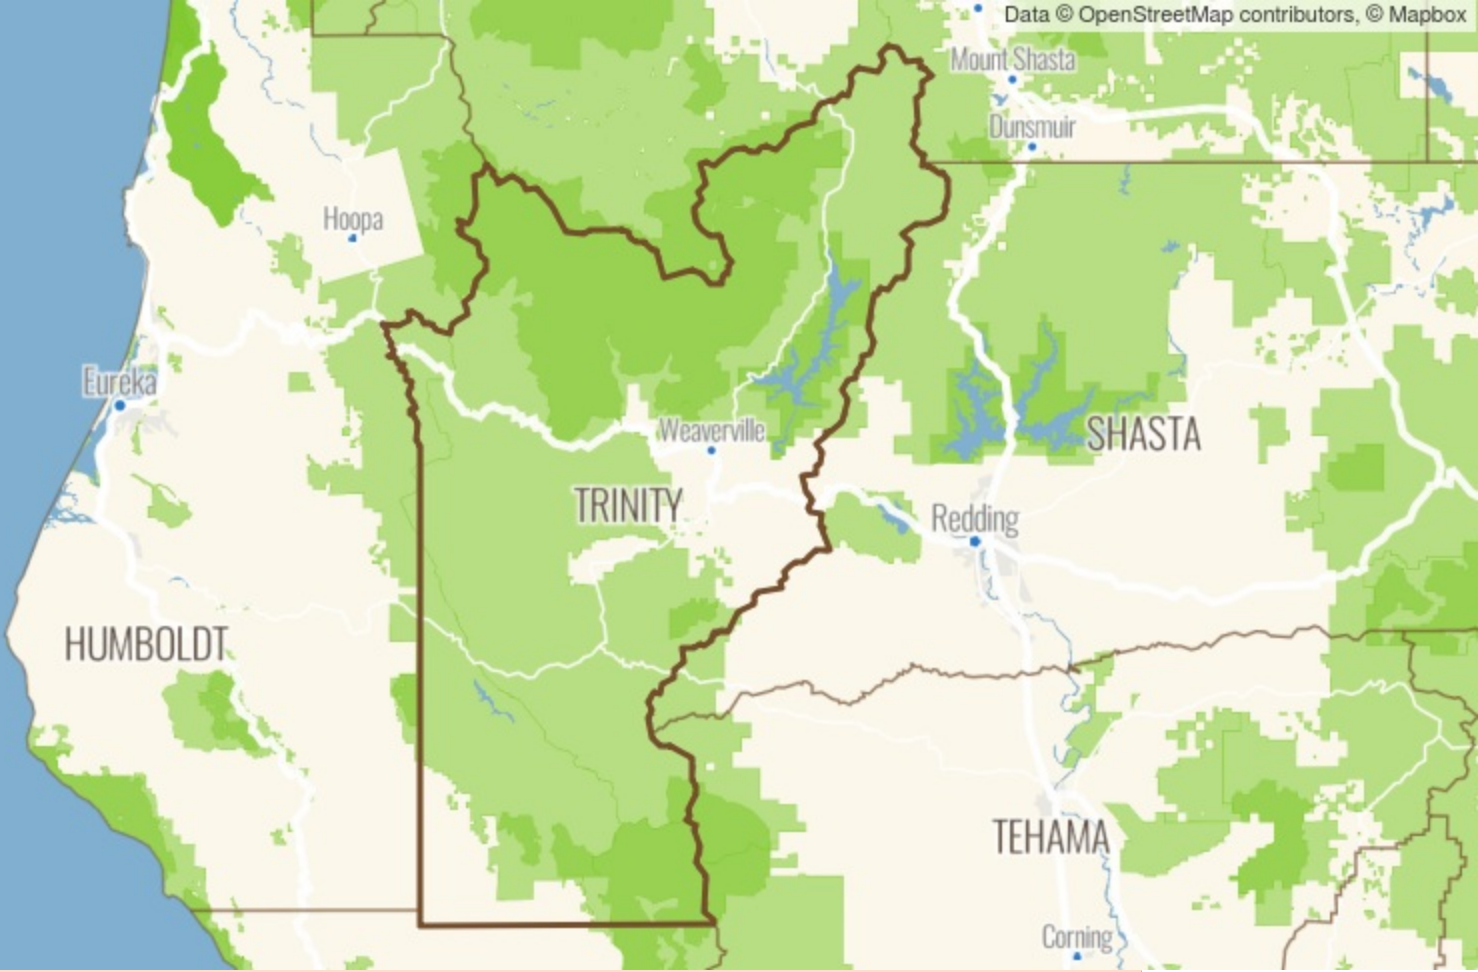 Data © OpenStreetMap contributors, © Mapbox
Mount Shasta
Dunsmuir
Hoopa
Eureka
Weaverville
SHASTA
TRINITY
Redding
HUMBOLDT
TEHAMA
Corning